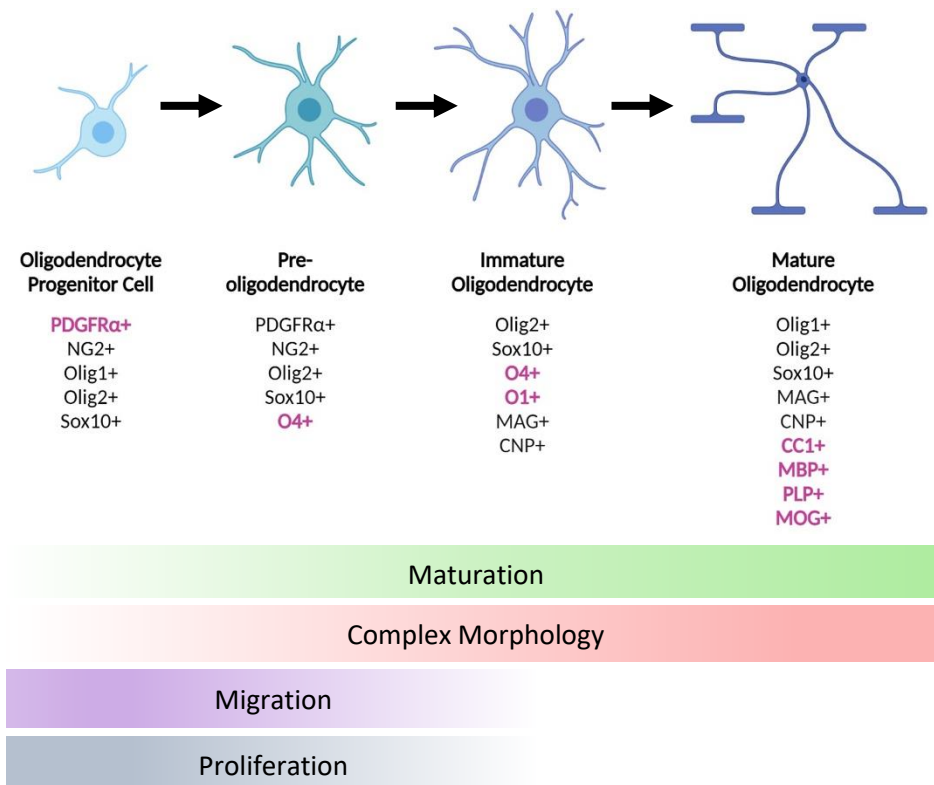 Oligodendrocyte
Progenitor Cell
PDGFRα+
NG2+
Olig1+
Olig2+
Sox10+
Pre-
oligodendrocyte
PDGFRα+
NG2+
Olig2+
Sox10+
O4+
Immature
Oligodendrocyte
Olig2+
Sox10+
O4+
O1+
MAG+
CNP+
Mature
Oligodendrocyte
Olig1+
Olig2+
Sox10+
MAG+
CNP+
CC1+
MBP+
PLP+
MOG+
Maturation
Complex Morphology
Migration
Proliferation